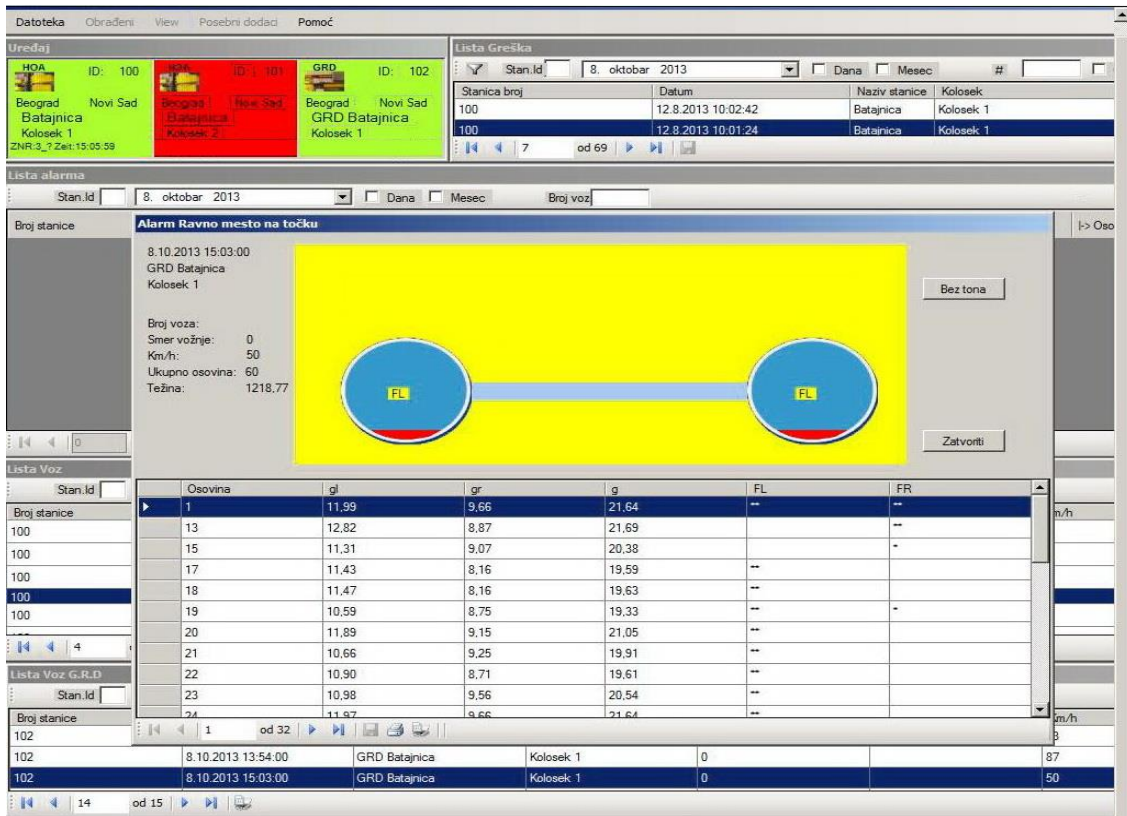 Datoteka Obrađeni View Posebni dodaci Pomoć
Uređaj
HOA ID: 100
Beograd Novi Sad
Batajnica
Kolosek 1
ZNR:3_? Zeit:15:05:59
HOA ID: 101
Beograd Novi Sad
Batajnica
Kolosek 2
GRD ID: 102
Beograd Novi Sad
GRD Batajnica
Kolosek 1
Lista Greška
Stan.Id 8. oktobar 2013 Dana Mesec #
Stanica broj Datum Naziv stanice Kolosek
100 12.8.2013 10:02:42 Batajnica Kolosek 1
100 12.8.2013 10:01:24 Batajnica Kolosek 1
7 od 69
Lista alarma
Stan.Id 8. oktobar 2013 Dana Mesec Broj voz
Broj stanice
|-> Oso
Alarm Ravno mesto na točku
8.10.2013 15:03:00
GRD Batajnica
Kolosek 1
Broj voza:
Smer vožnje: 0
Km/h: 50
Ukupno osovina: 60
Težina: 1218,77
FL FL
Bez tona
Zatvoriti
0
Osovina gl gr g FL FR
1 11,99 9,66 21,64 -- --
13 12,82 8,87 21,69 --
15 11,31 9,07 20,38 -
17 11,43 8,16 19,59 --
18 11,47 8,16 19,63 --
19 10,59 8,75 19,33 -- -
20 11,89 9,15 21,05 --
21 10,66 9,25 19,91 --
22 10,90 8,71 19,61 --
23 10,98 9,56 20,54 --
24 11,97 9,66 21,64 --
1 od 32
Lista Voz
Stan.Id
Broj stanice m/h
100
100
100
100
100
4
Lista Voz G.R.D
Stan.Id
Broj stanice Km/h
102 3
102 8.10.2013 13:54:00 GRD Batajnica Kolosek 1 0 87
102 8.10.2013 15:03:00 GRD Batajnica Kolosek 1 0 50
14 od 15